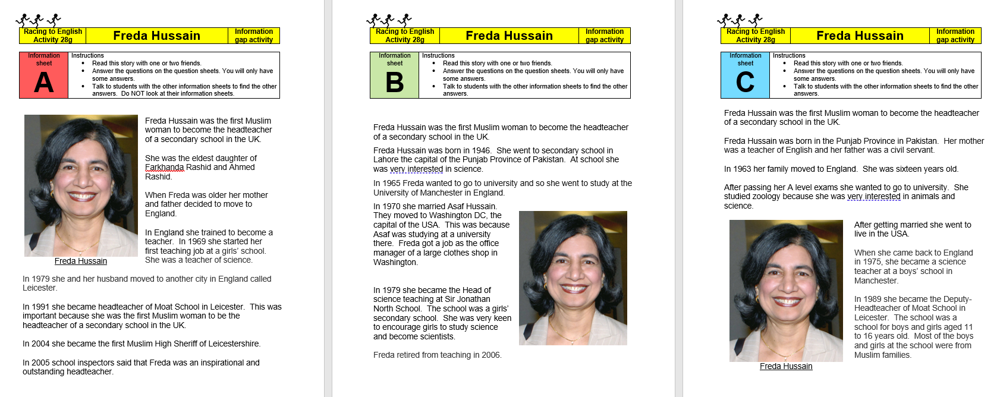 Racing to English
Activity 28g
Freda Hussain
Information
gap activity
Information
sheet
A
Instructions
• Read this story with one or two friends.
• Answer the questions on the question sheets. You will only have
some answers.
• Talk to students with the other information sheets to find the other
answers.  Do NOT look at their information sheets.
Freda Hussain was the first Muslim
woman to become the headteacher
of a secondary school in the UK.
She was the eldest daughter of
Farkhanda Rashid and Ahmed
Rashid.
When Freda was older her mother
and father decided to move to
England.
In England she trained to become a
teacher.  In 1969 she started her
first teaching job at a girls’ school.
She was a teacher of science.
Freda Hussain
In 1979 she and her husband moved to another city in England called
Leicester.
In 1991 she became headteacher of Moat School in Leicester.  This was
important because she was the first Muslim woman to be the
headteacher of a secondary school in the UK.
In 2004 she became the first Muslim High Sheriff of Leicestershire.
In 2005 school inspectors said that Freda was an inspirational and
outstanding headteacher.
Racing to English
Activity 28g
Freda Hussain
Information
gap activity
Information
sheet
B
Instructions
• Read this story with one or two friends.
• Answer the questions on the question sheets. You will only have
some answers.
• Talk to students with the other information sheets to find the other
answers.
Freda Hussain was the first Muslim woman to become the headteacher
of a secondary school in the UK.
Freda Hussain was born in 1946.  She went to secondary school in
Lahore the capital of the Punjab Province of Pakistan.  At school she
was very interested in science.
In 1965 Freda wanted to go to university and so she went to study at the
University of Manchester in England.
In 1970 she married Asaf Hussain.
They moved to Washington DC, the
capital of the USA.  This was because
Asaf was studying at a university
there.  Freda got a job as the office
manager of a large clothes shop in
Washington.
In 1979 she became the Head of
science teaching at Sir Jonathan
North School.  The school was a girls’
secondary school.  She was very keen
to encourage girls to study science
and become scientists.
Freda retired from teaching in 2006.
Racing to English
Activity 28g
Freda Hussain
Information
gap activity
Information
sheet
C
Instructions
• Read this story with one or two friends.
• Answer the questions on the question sheets. You will only have
some answers.
• Talk to students with the other information sheets to find the other
answers.
Freda Hussain was the first Muslim woman to become the headteacher
of a secondary school in the UK.
Freda Hussain was born in the Punjab Province in Pakistan.  Her mother
was a teacher of English and her father was a civil servant.
In 1963 her family moved to England.  She was sixteen years old.
After passing her A level exams she wanted to go to university.  She
studied zoology because she was very interested in animals and
science.
After getting married she went to
live in the USA.
When she came back to England
in 1975, she became a science
teacher at a boys’ school in
Manchester.
In 1989 she became the Deputy-
Headteacher of Moat School in
Leicester.  The school was a
school for boys and girls aged 11
to 16 years old.  Most of the boys
and girls at the school were from
Muslim families.
Freda Hussain